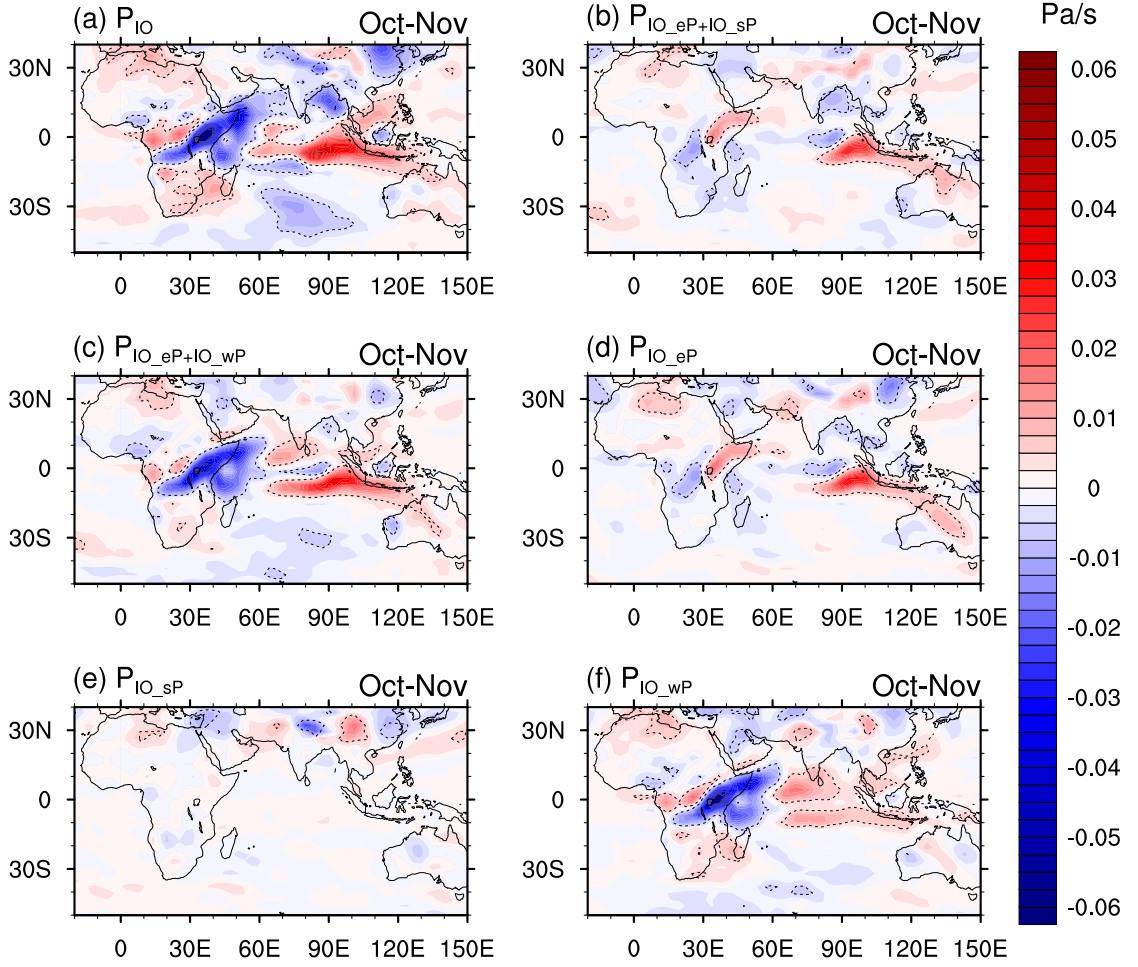 (a) P_IO Oct-Nov
(b) P_IO_eP+IO_sP Oct-Nov
Pa/s
30N
0
30S
0 30E 60E 90E 120E 150E
30N
0
30S
0 30E 60E 90E 120E 150E
(c) P_IO_eP+IO_wP Oct-Nov
(d) P_IO_eP Oct-Nov
30N
0
30S
0 30E 60E 90E 120E 150E
30N
0
30S
0 30E 60E 90E 120E 150E
(e) P_IO_sP Oct-Nov
(f) P_IO_wP Oct-Nov
30N
0
30S
0 30E 60E 90E 120E 150E
30N
0
30S
0 30E 60E 90E 120E 150E
0.06
0.05
0.04
0.03
0.02
0.01
0
-0.01
-0.02
-0.03
-0.04
-0.05
-0.06